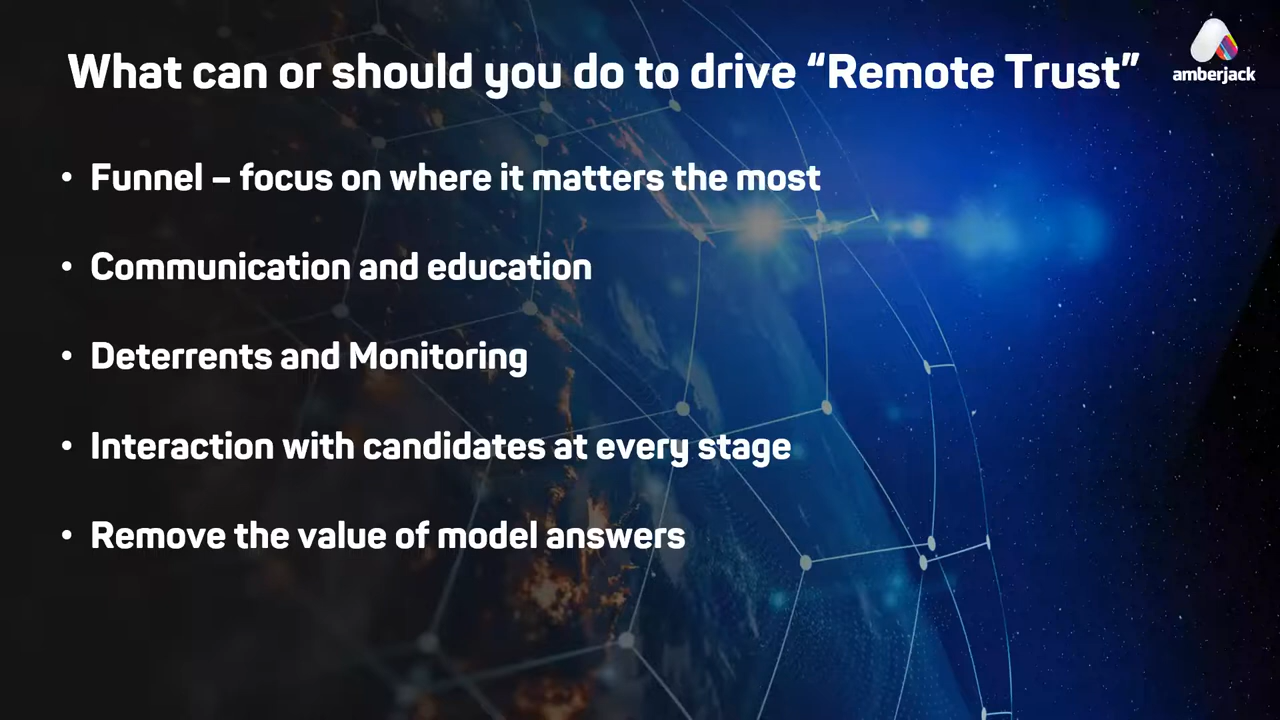 What can or should you do to drive “Remote Trust”
amberjack
• Funnel – focus on where it matters the most
• Communication and education
• Deterrents and Monitoring
• Interaction with candidates at every stage
• Remove the value of model answers